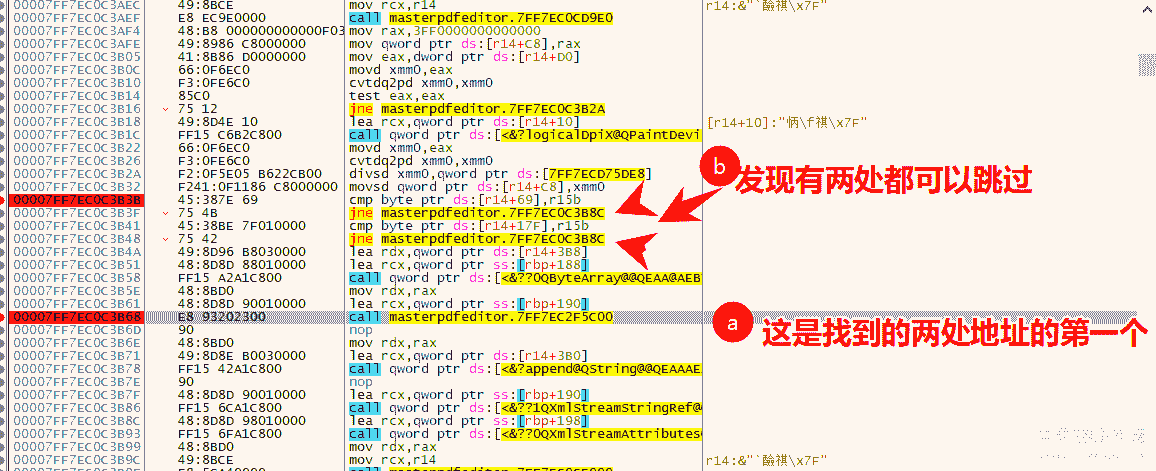 00007FF7EC0C3AEC 49:8BCE mov rcx,r14 r14:&"`醶褀\x7F"
00007FF7EC0C3AEF E8 EC9E0000 call masterpdfeditor.7FF7EC0CD9E0
00007FF7EC0C3AF4 48:B8 000000000000F03 mov rax,3FF0000000000000
00007FF7EC0C3AFE 49:8986 C8000000 mov qword ptr ds:[r14+C8],rax
00007FF7EC0C3B05 41:8B86 D0000000 mov eax,dword ptr ds:[r14+D0]
00007FF7EC0C3B0C 66:0F6EC0 movd xmm0,eax
00007FF7EC0C3B10 F3:0FE6C0 cvtdq2pd xmm0,xmm0
00007FF7EC0C3B14 85C0 test eax,eax
00007FF7EC0C3B16 75 12 jne masterpdfeditor.7FF7EC0C3B2A
00007FF7EC0C3B18 49:8D4E 10 lea rcx,qword ptr ds:[r14+10] [r14+10]:"怲\f褀\x7F"
00007FF7EC0C3B1C FF15 C6B2C800 call qword ptr ds:[<&?logicalDpiX@QPaintDevi
00007FF7EC0C3B22 66:0F6EC0 movd xmm0,eax
00007FF7EC0C3B26 F3:0FE6C0 cvtdq2pd xmm0,xmm0
00007FF7EC0C3B2A F2:0F5E05 B622CB00 divsd xmm0,qword ptr ds:[7FF7ECD75DE8]
00007FF7EC0C3B32 F241:0F1186 C8000000 movsd qword ptr ds:[r14+C8],xmm0
00007FF7EC0C3B3B 45:387E 69 cmp byte ptr ds:[r14+69],r15b
00007FF7EC0C3B3F 75 4B jne masterpdfeditor.7FF7EC0C3B8C
00007FF7EC0C3B41 45:38BE 7F010000 cmp byte ptr ds:[r14+17F],r15b
00007FF7EC0C3B48 75 42 jne masterpdfeditor.7FF7EC0C3B8C
b 发现有两处都可以跳过
00007FF7EC0C3B4A 49:8D96 B8030000 lea rdx,qword ptr ds:[r14+3B8]
00007FF7EC0C3B51 48:8D8D 88010000 lea rcx,qword ptr ss:[rbp+188]
00007FF7EC0C3B58 FF15 A2A1C800 call qword ptr ds:[<&??0QByteArray@@QEAA@AEB
00007FF7EC0C3B5E 48:8BD0 mov rdx,rax
00007FF7EC0C3B61 48:8D8D 90010000 lea rcx,qword ptr ss:[rbp+190]
00007FF7EC0C3B68 E8 93202300 call masterpdfeditor.7FF7EC2F5C00
a 这是找到的两处地址的第一个
00007FF7EC0C3B6D 90 nop
00007FF7EC0C3B6E 48:8BD0 mov rdx,rax
00007FF7EC0C3B71 49:8D8E B0030000 lea rcx,qword ptr ds:[r14+3B0]
00007FF7EC0C3B78 FF15 42A1C800 call qword ptr ds:[<&?append@QString@@QEAAAE
00007FF7EC0C3B7E 90 nop
00007FF7EC0C3B7F 48:8D8D 90010000 lea rcx,qword ptr ss:[rbp+190]
00007FF7EC0C3B86 FF15 6CA1C800 call qword ptr ds:[<&??1QXmlStreamStringRef@
00007FF7EC0C3B8C 48:8D8D 98010000 lea rcx,qword ptr ss:[rbp+198]
00007FF7EC0C3B93 FF15 6FA1C800 call qword ptr ds:[<&??0QXmlStreamAttributes@
00007FF7EC0C3B99 48:8BD0 mov rdx,rax
00007FF7EC0C3B9C 49:8BCE mov rcx,r14 r14:&"`醶褀\x7F"